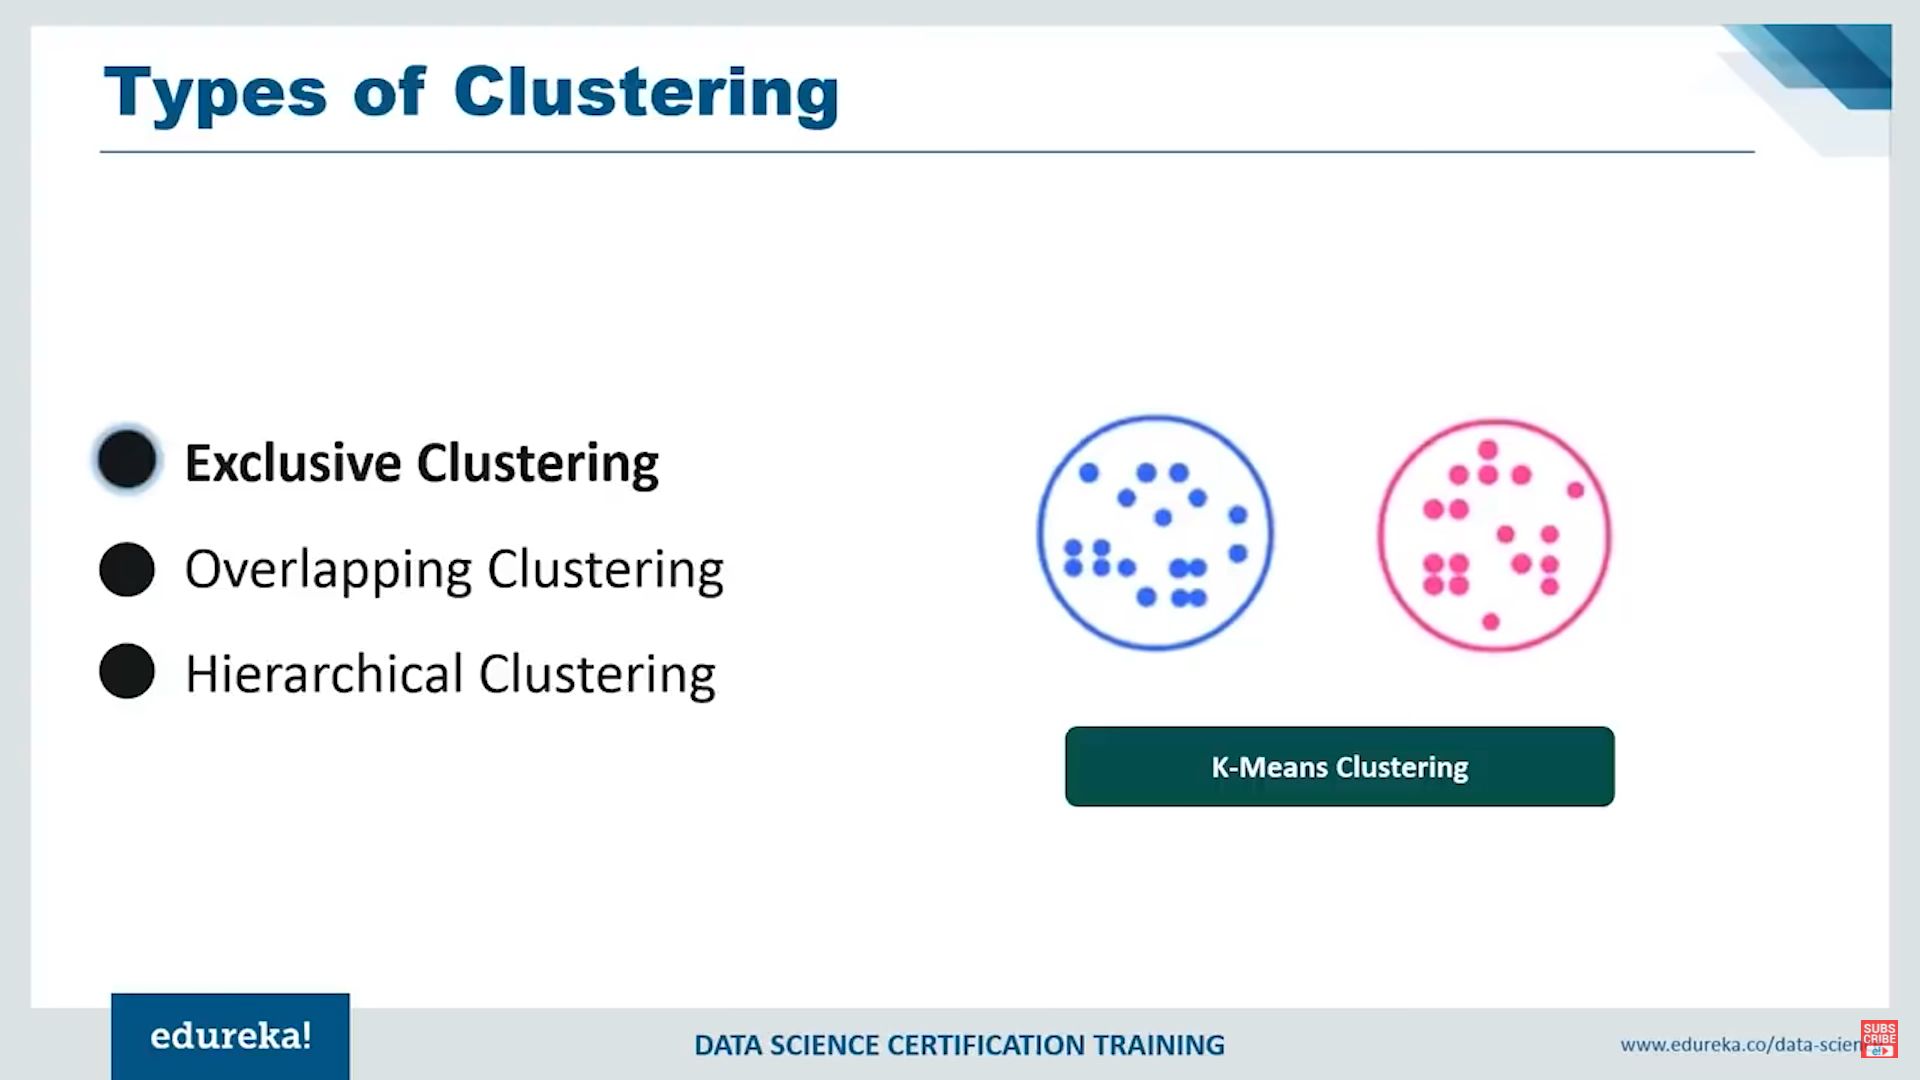 Types of Clustering
Exclusive Clustering
Overlapping Clustering
Hierarchical Clustering
K-Means Clustering
edureka!
DATA SCIENCE CERTIFICATION TRAINING
www.edureka.co/data-scien
SUBS
CRIBE
e!